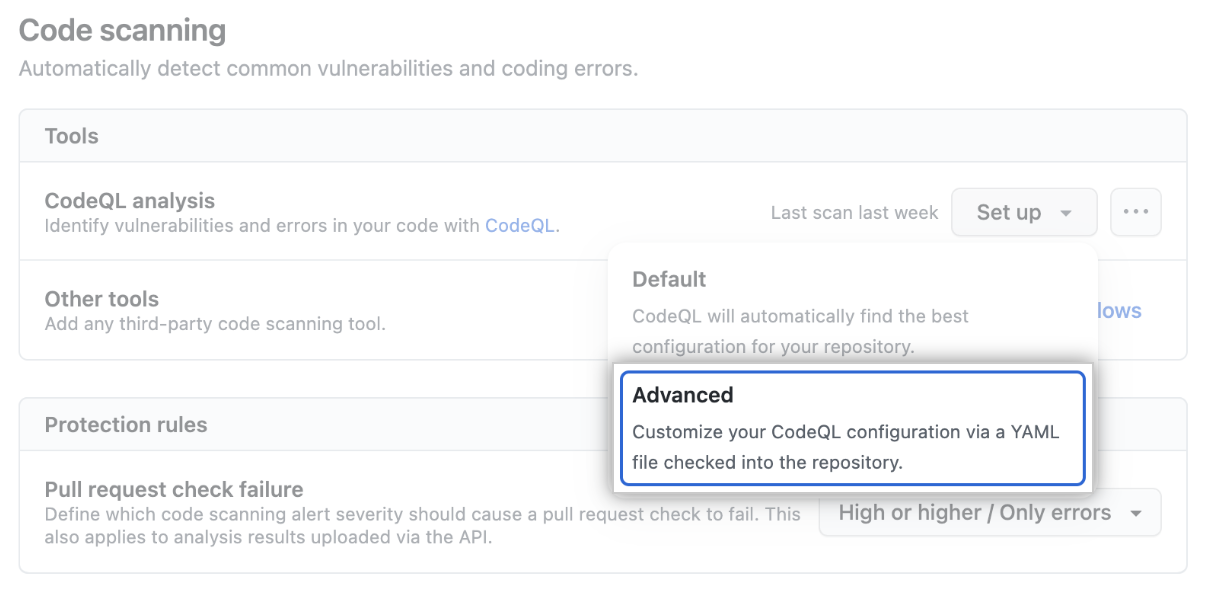 Code scanning
Automatically detect common vulnerabilities and coding errors.
Tools
CodeQL analysis
Identify vulnerabilities and errors in your code with CodeQL.
Last scan last week
Set up
Default
CodeQL will automatically find the best
configuration for your repository.
Other tools
Add any third-party code scanning tool.
Advanced
Customize your CodeQL configuration via a YAML
file checked into the repository.
Protection rules
Pull request check failure
Define which code scanning alert severity should cause a pull request check to fail. This
also applies to analysis results uploaded via the API.
High or higher / Only errors